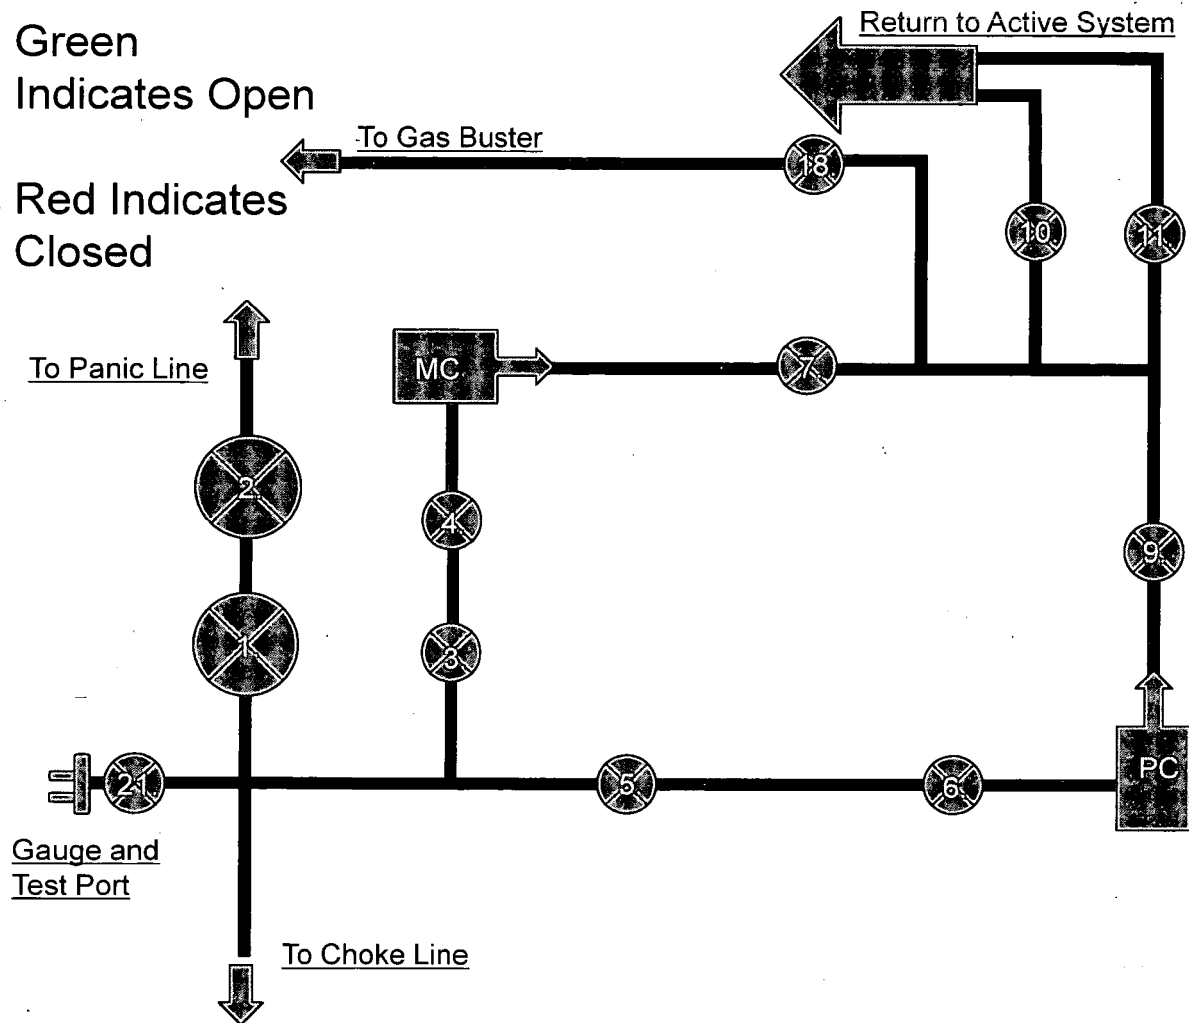 Green
Indicates Open
Red Indicates
Closed
Return to Active System
To Gas Buster
18
10
11
To Panic Line
MC
7
2
4
9
1
3
21
5
6
PC
Gauge and
Test Port
To Choke Line